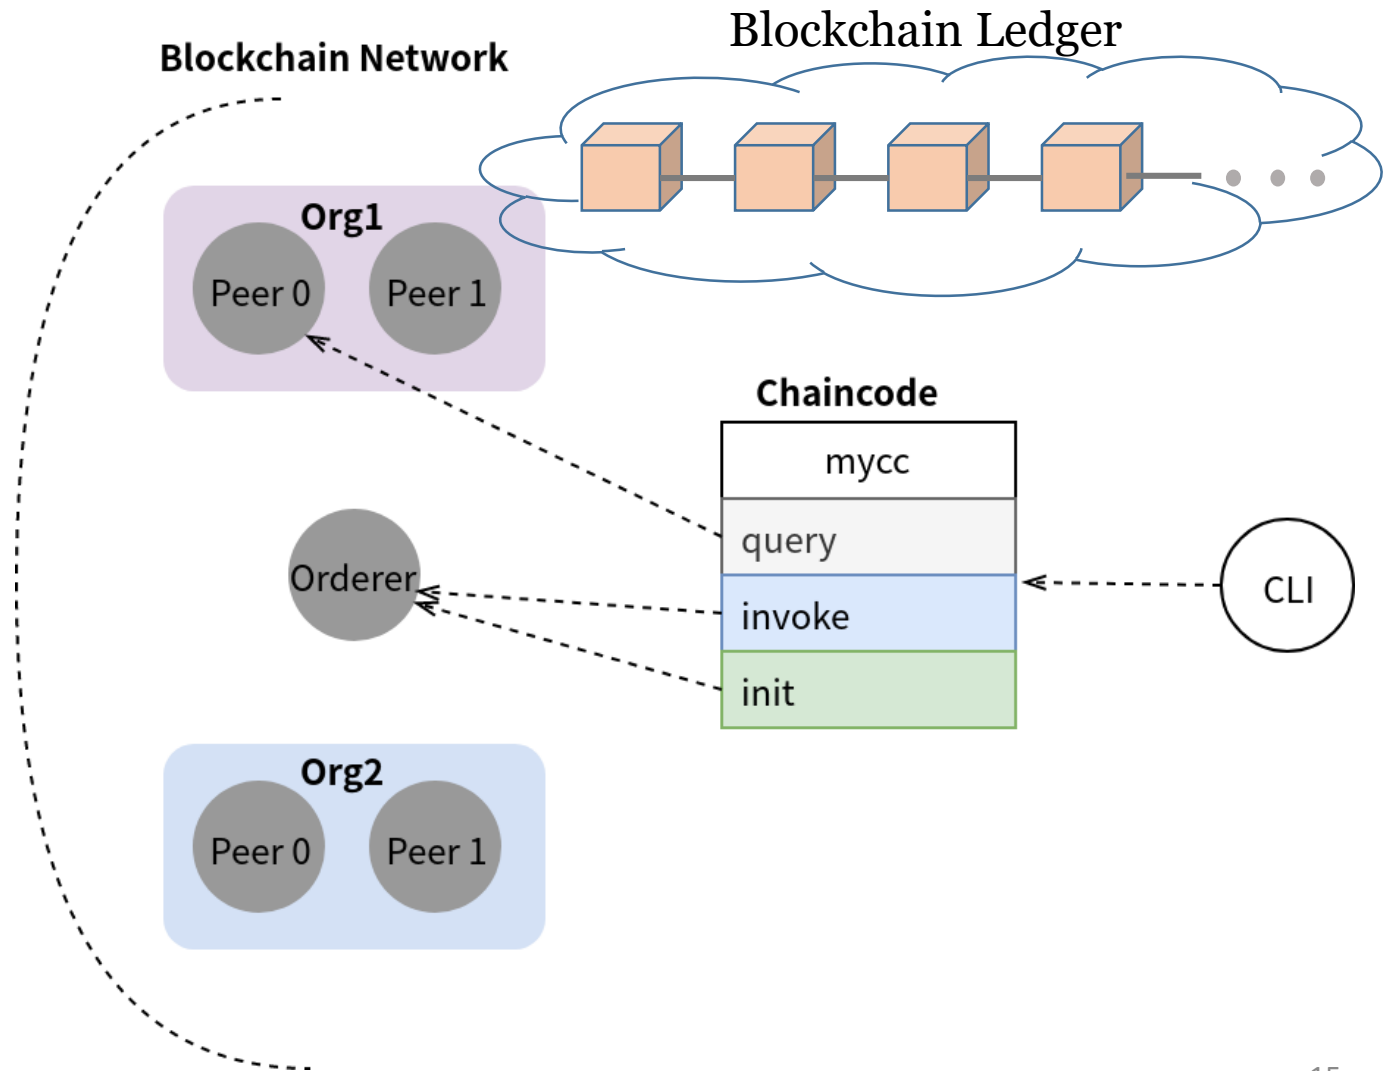 Blockchain Ledger
Blockchain Network
Org1
Peer 0
Peer 1
Chaincode
mycc
query
invoke
init
Orderer
CLI
Org2
Peer 0
Peer 1